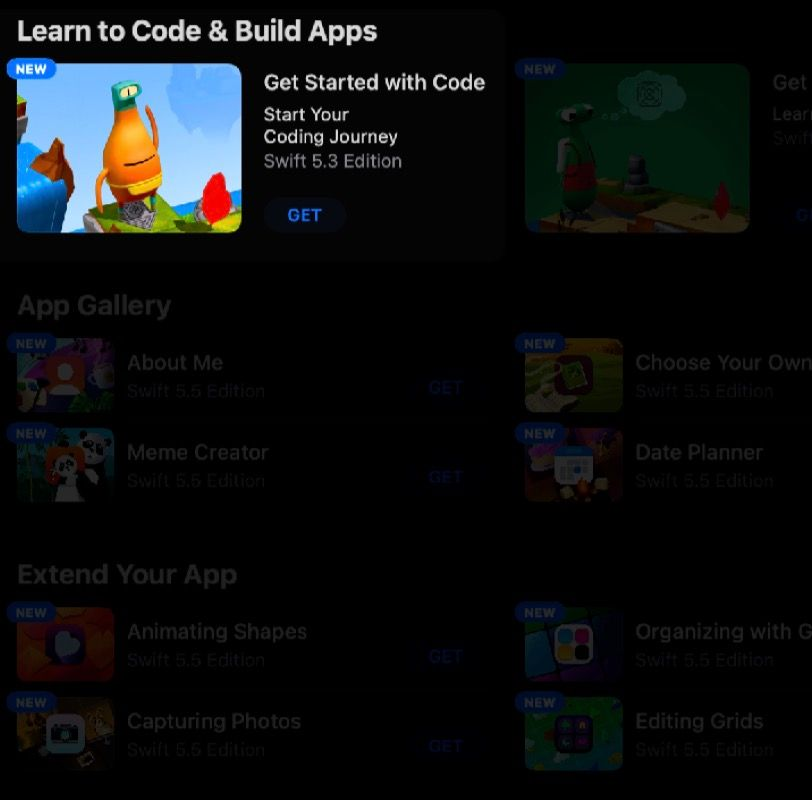 Learn to Code & Build Apps
NEW
Get Started with Code
Start Your
Coding Journey
Swift 5.3 Edition
GET
NEW
Get
App Gallery
NEW
About Me
Swift 5.5 Edition
GET
NEW
Choose Your Own
Swift 5.5 Edition
NEW
Meme Creator
Swift 5.5 Edition
GET
NEW
Date Planner
Swift 5.5 Edition
Extend Your App
NEW
Animating Shapes
Swift 5.5 Edition
GET
NEW
Organizing with G
Swift 5.5 Edition
NEW
Capturing Photos
Swift 5.5 Edition
GET
NEW
Editing Grids
Swift 5.5 Edition